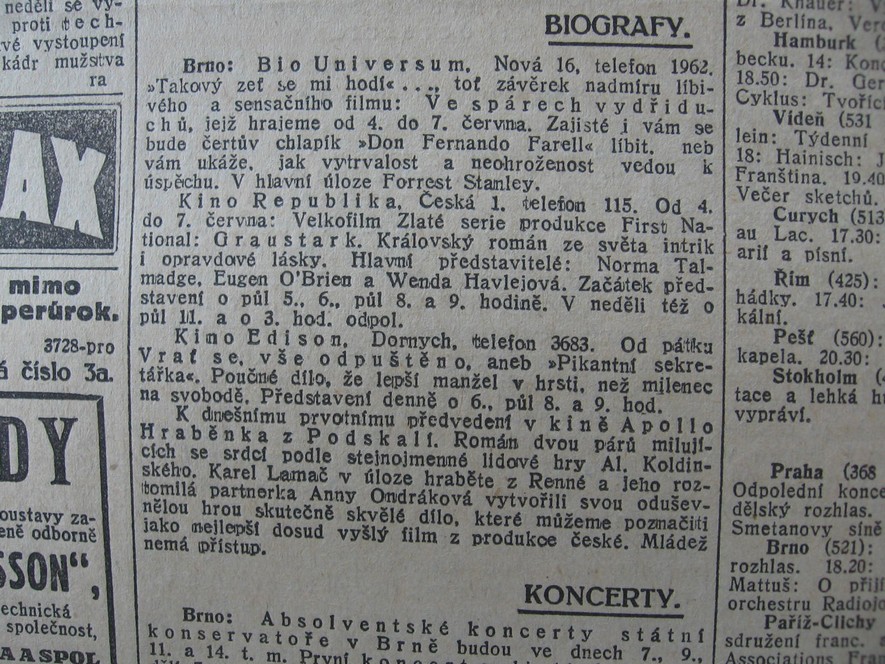 neděli se vy-
proti tech-
vé vystoupení
kádr mužstva
ra
AX
mimo
perůrok.
3728-pro
á číslo 3a.
DY
oustavy za-
eně odborně
SSON",
echnická
společnost,
A A SPOL
BIOGRAFY.
Brno: Bio Universum, Nová 16, telefon 1962.
»Takový zeť se mi hodí« . . ., toť závěrek nadmíru líbi-
vého a sensačního filmu: Ve spárech vydřidu-
chů, jejž hrajeme od 4. do 7. června. Zajisté i vám se
bude čertův chlapík »Don Fernando Farell« líbit, neb
vám ukáže, jak vytrvalost a neohroženost vedou k
úspěchu. V hlavní úloze Forrest Stanley.
Kino Republika, Česká 1. telefon 115. Od 4.
do 7. června: Velkofilm Zlaté serie produkce First Na-
tional: Graustark. Královský román ze světa intrik
i opravdové lásky. Hlavní představitelé: Norma Tal-
madge, Eugen O'Brien a Wenda Havlejová. Začátek před-
stavení o půl 5., 6., půl 8. a 9. hodině. V neděli též o
půl 11. a o 3. hod. odpol.
Kino Edison, Dornych, telefon 3683. Od pátku
Vrať se, vše odpuštěno, aneb »Pikantní sekre-
tářka«. Poučné dílo, že lepší manžel v hrsti, než milenec
na svobodě. Představení denně o 6., půl 8. a 9. hod.
K dnešnímu prvotnímu předvedení v kině Apollo
Hraběnka z Podskalí. Román dvou párů milují-
cích se srdcí podle stejnojmenné lidové hry Al. Koldin-
ského. Karel Lamač v úloze hraběte z Renné a jeho roz-
tomilá partnerka Anny Ondráková vytvořili svou odušev-
nělou hrou skutečně skvělé dílo, které můžeme poznačiti
jako nejlepší dosud vyšlý film z produkce české. Mládež
nemá přístup.
KONCERTY.
Brno: Absolventské koncerty státní
konservatoře v Brně budou ve dnech 7., 9.,
11. a 14. t. m. První
Dr. Knauer:
z Berlína.
Hamburk
becku. 14:
18.50: Dr.
Cyklus:
Vídeň (531
lein: Týdenní
18: Hainisch:
Franština. 19.40
Večer sketchů.
Curych (513
au Lac. 17.30:
arií a písní.
Řím (425):
hádky. 17.40:
kální.
Pešť (560):
kapela. 20.30:
Stokholm
tace a lehká
vypráví.
Praha (368
Odpolední
dělský rozhlas.
Smetanovy síně
Brno (521):
rozhlas. 18.20:
Mattuš: O
orchestru
Paříž-Clichy
sdružení franc.
Associations